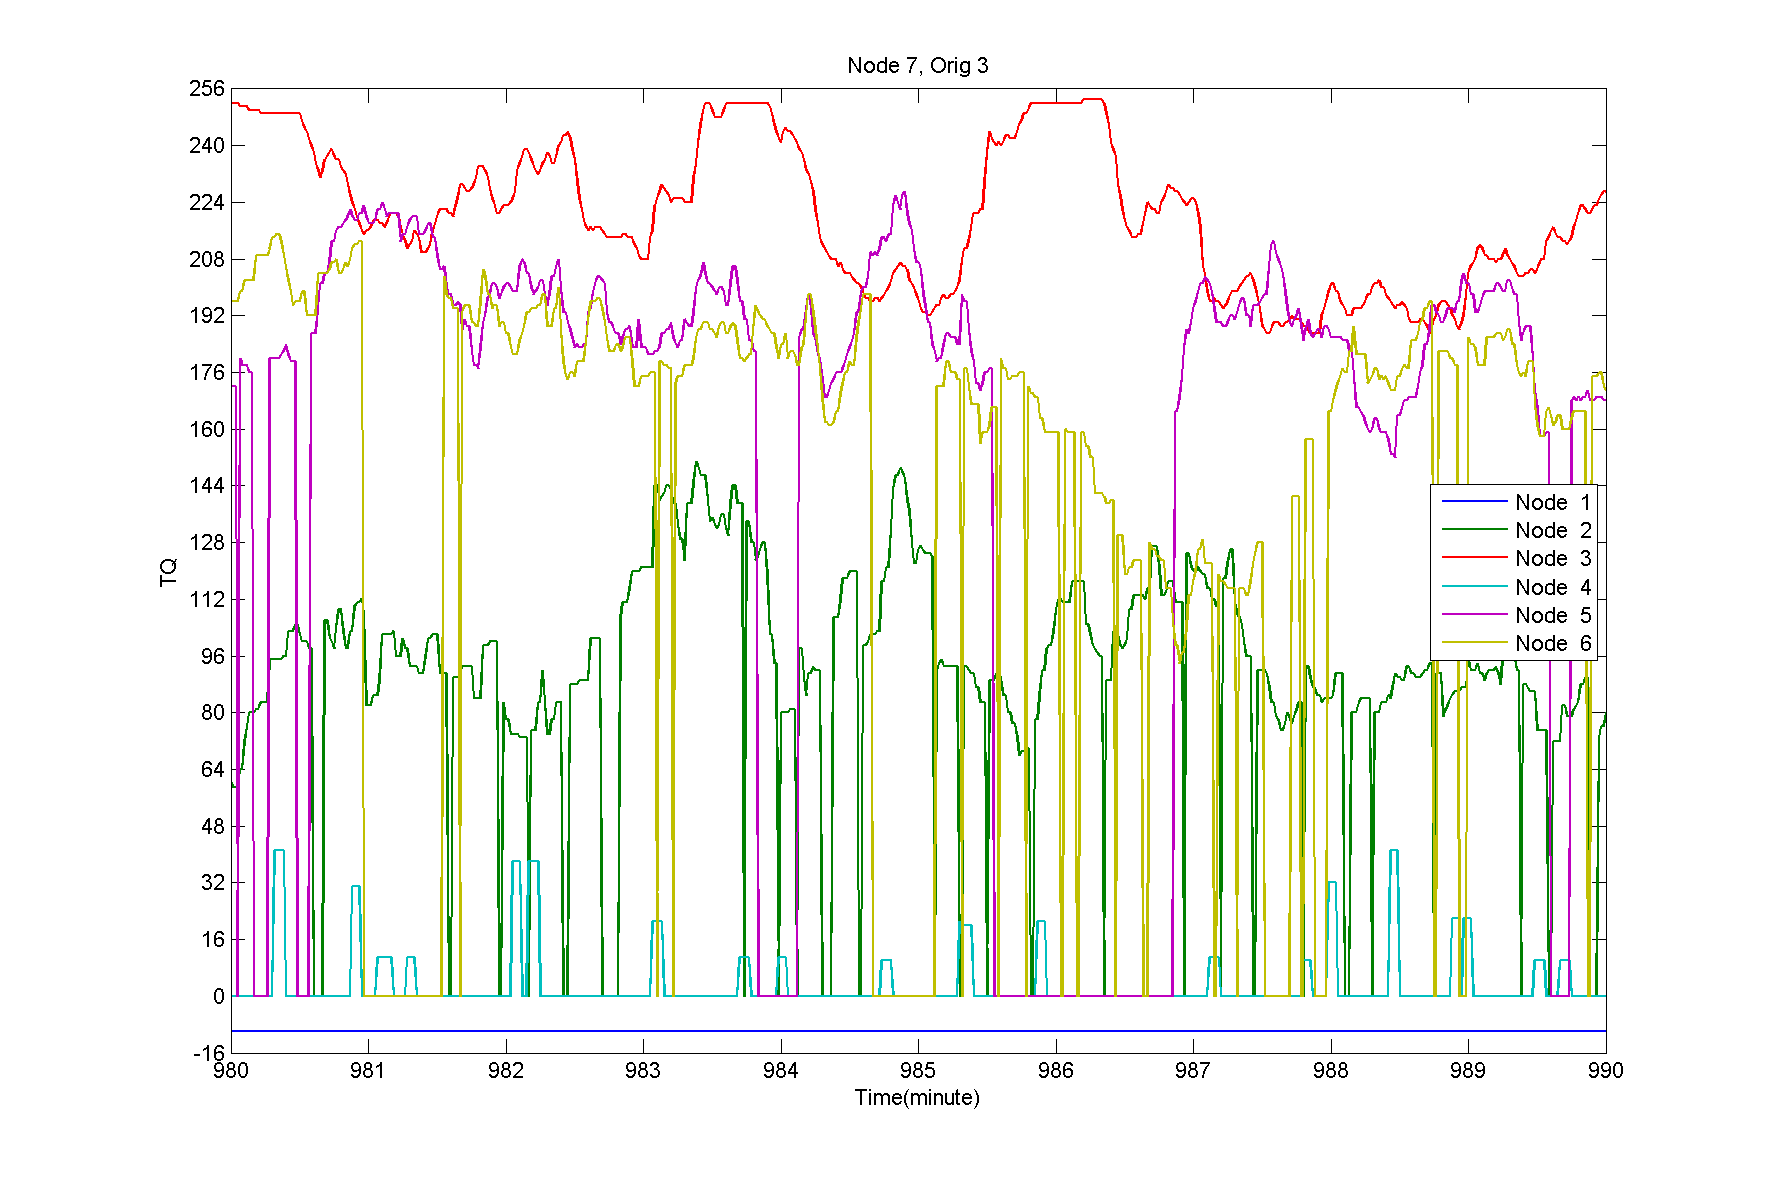 Node 7, Orig 3
256
240
224
208
192
176
160
144
128
112
96
80
64
48
32
16
0
-16
TQ
Node 1
Node 2
Node 3
Node 4
Node 5
Node 6
980 981 982 983 984 985 986 987 988 989 990
Time(minute)